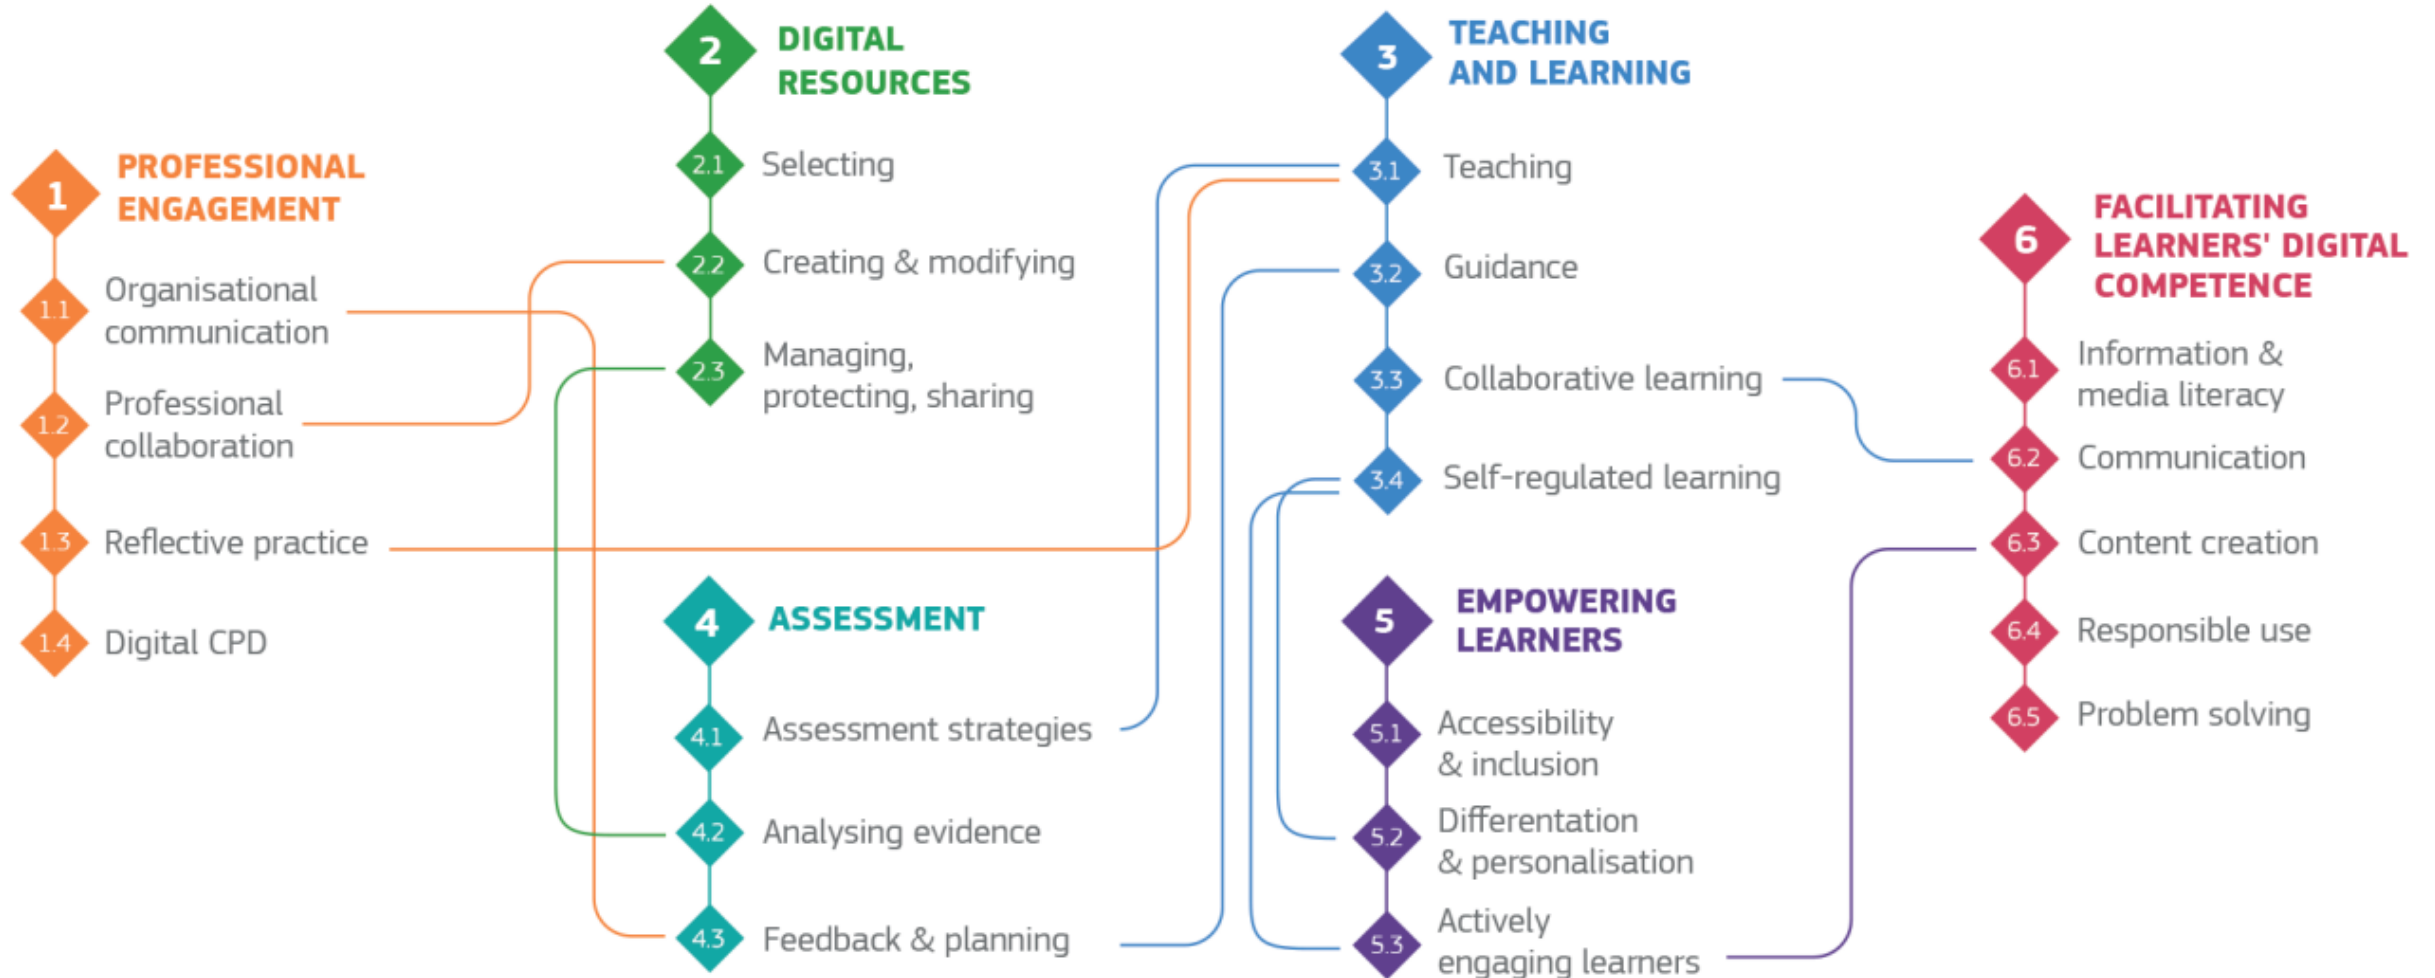 1
PROFESSIONAL
ENGAGEMENT
1.1
Organisational
communication
1.2
Professional
collaboration
1.3
Reflective practice
1.4
Digital CPD
2
DIGITAL
RESOURCES
2.1
Selecting
2.2
Creating & modifying
2.3
Managing,
protecting, sharing
3
TEACHING
AND LEARNING
3.1
Teaching
3.2
Guidance
3.3
Collaborative learning
3.4
Self-regulated learning
4
ASSESSMENT
4.1
Assessment strategies
4.2
Analysing evidence
4.3
Feedback & planning
5
EMPOWERING
LEARNERS
5.1
Accessibility
& inclusion
5.2
Differentation
& personalisation
5.3
Actively
engaging learners
6
FACILITATING
LEARNERS' DIGITAL
COMPETENCE
6.1
Information &
media literacy
6.2
Communication
6.3
Content creation
6.4
Responsible use
6.5
Problem solving